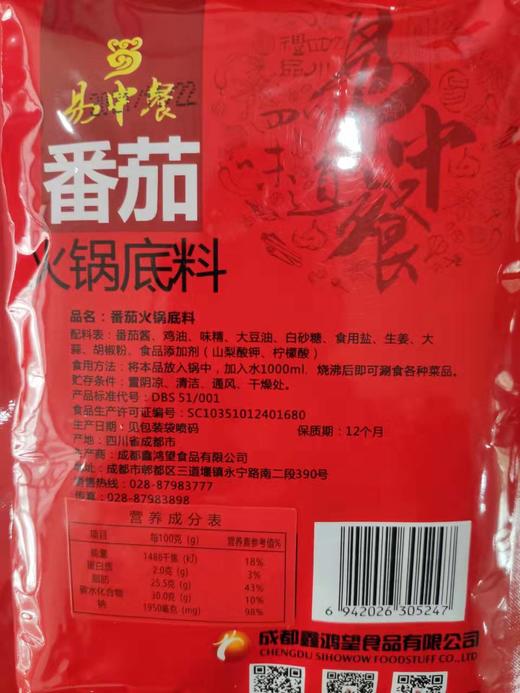 易中餐
番茄
火锅底料
四川
禮品
四味道
易中餐
品名：番茄火锅底料
配料表：番茄酱、鸡油、味精、大豆油、白砂糖、食用盐、生姜、大
蒜、胡椒粉、食品添加剂（山梨酸钾、柠檬酸）
食用方法：将本品放入锅中，加入水1000ml，烧沸后即可涮食各种菜品。
贮存条件：置阴凉、清洁、通风、干燥处。
产品标准代号：DBS 51/001
食品生产许可证编号：SC10351012401680
生产日期：见包装袋喷码 保质期：12个月
产地：四川省成都市
生产商：成都鑫鸿望食品有限公司
地址：成都市郫都区三道堰镇永宁路南二段390号
销售热线：028-87983777
传真：028-87983898
营养成分表
项目 每100克(g) 营养素参考值%
能量 1486千焦(kJ) 18%
蛋白质 2.0克(g) 3%
脂肪 25.5克(g) 43%
碳水化合物 30.0克(g) 10%
钠 1950毫克(mg) 98%
6 942026 305247
成都鑫鸿望食品有限公司
CHENGDU SIHOWOW FOODSTUFF CO.,LTD